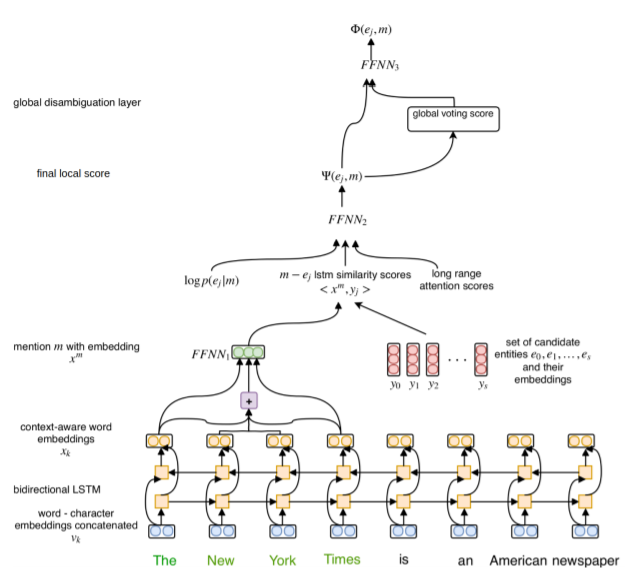 Φ(e_j, m)
FFNN_3
global disambiguation layer
global voting score
final local score
Ψ(e_j, m)
FFNN_2
log p(e_j|m)
m − e_j lstm similarity scores
< x^m, y_j >
long range
attention scores
mention m with embedding
x^m
FFNN_1
set of candidate
entities e_0, e_1, . . . , e_s
and their
embeddings
y_0 y_1 y_2 · · · y_s
+
context-aware word
embeddings
x_k
bidirectional LSTM
word - character
embeddings concatenated
v_k
The New York Times is an American newspaper